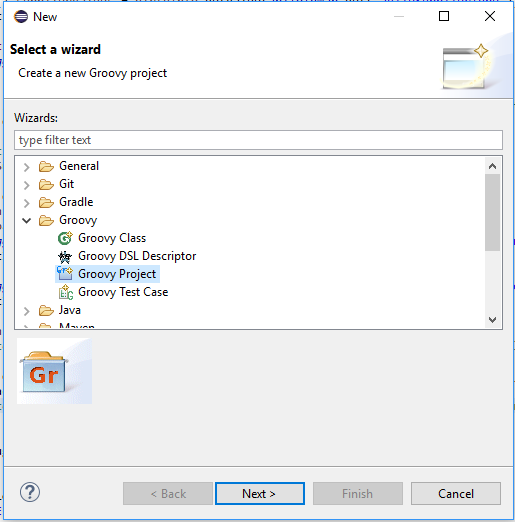 New
Select a wizard
Create a new Groovy project
Wizards:
type filter text
General
Git
Gradle
Groovy
Groovy Class
Groovy DSL Descriptor
Groovy Project
Groovy Test Case
Java
Maven
Gr
?
< Back
Next >
Finish
Cancel